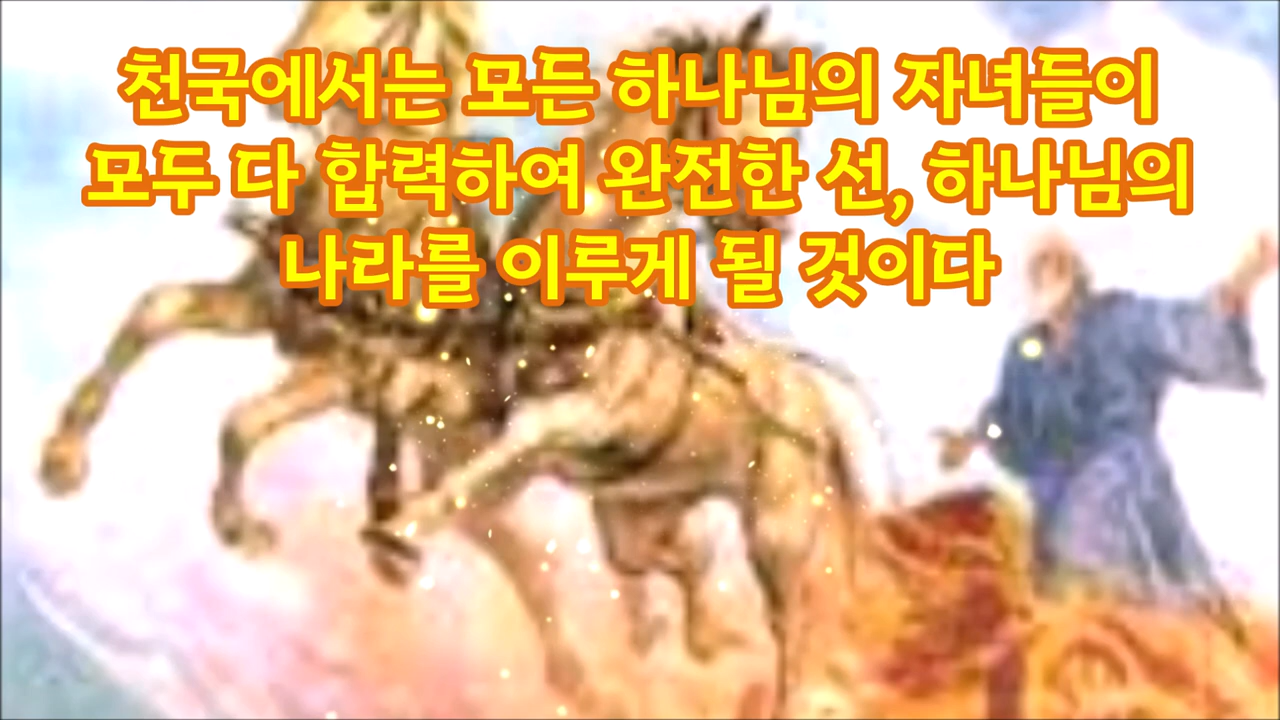 천국에서는 모든 하나님의 자녀들이
모두 다 합력하여 완전한 선, 하나님의
나라를 이루게 될 것이다